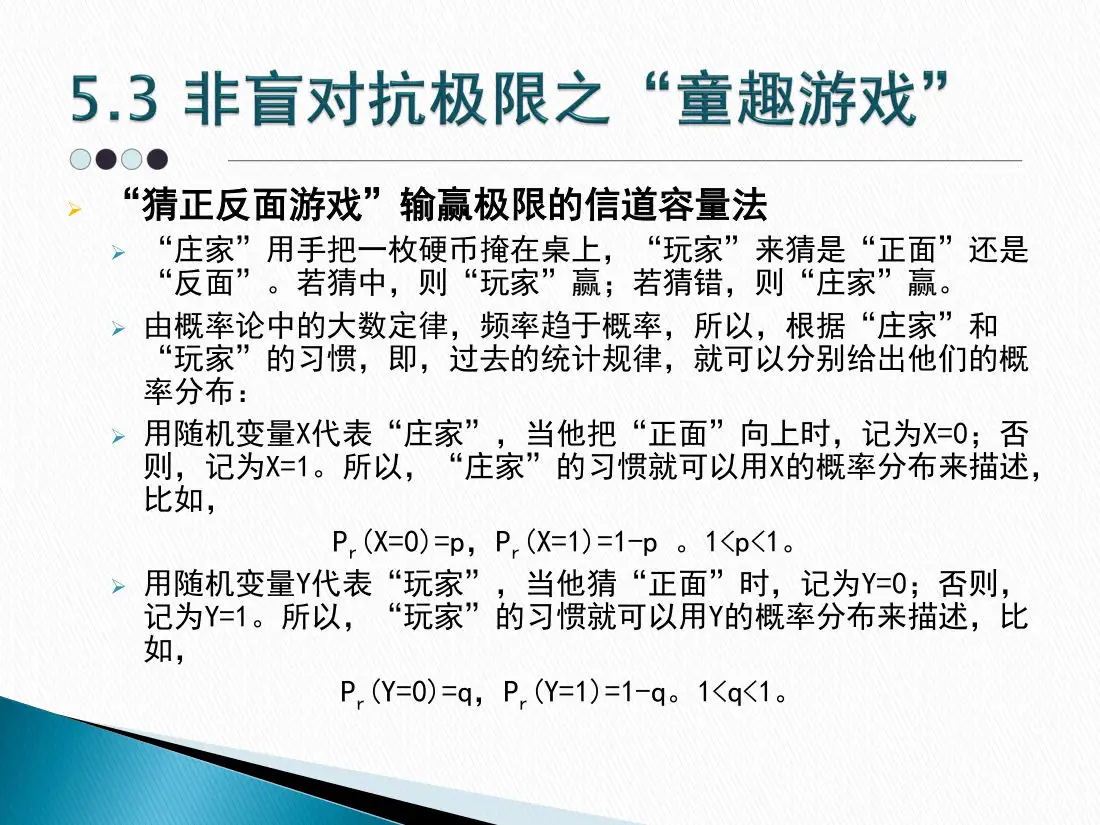 5.3 非盲对抗极限之“童趣游戏”
“猜正反面游戏”输赢极限的信道容量法
“庄家”用手把一枚硬币掩在桌上，“玩家”来猜是“正面”还是
“反面”。若猜中，则“玩家”赢；若猜错，则“庄家”赢。
由概率论中的大数定律，频率趋于概率，所以，根据“庄家”和
“玩家”的习惯，即，过去的统计规律，就可以分别给出他们的概
率分布：
用随机变量X代表“庄家”，当他把“正面”向上时，记为X=0；否
则，记为X=1。所以，“庄家”的习惯就可以用X的概率分布来描述，
比如，
Pr(X=0)=p，Pr(X=1)=1-p 。1<p<1。
用随机变量Y代表“玩家”，当他猜“正面”时，记为Y=0；否则，
记为Y=1。所以，“玩家”的习惯就可以用Y的概率分布来描述，比
如，
Pr(Y=0)=q，Pr(Y=1)=1-q。1<q<1。